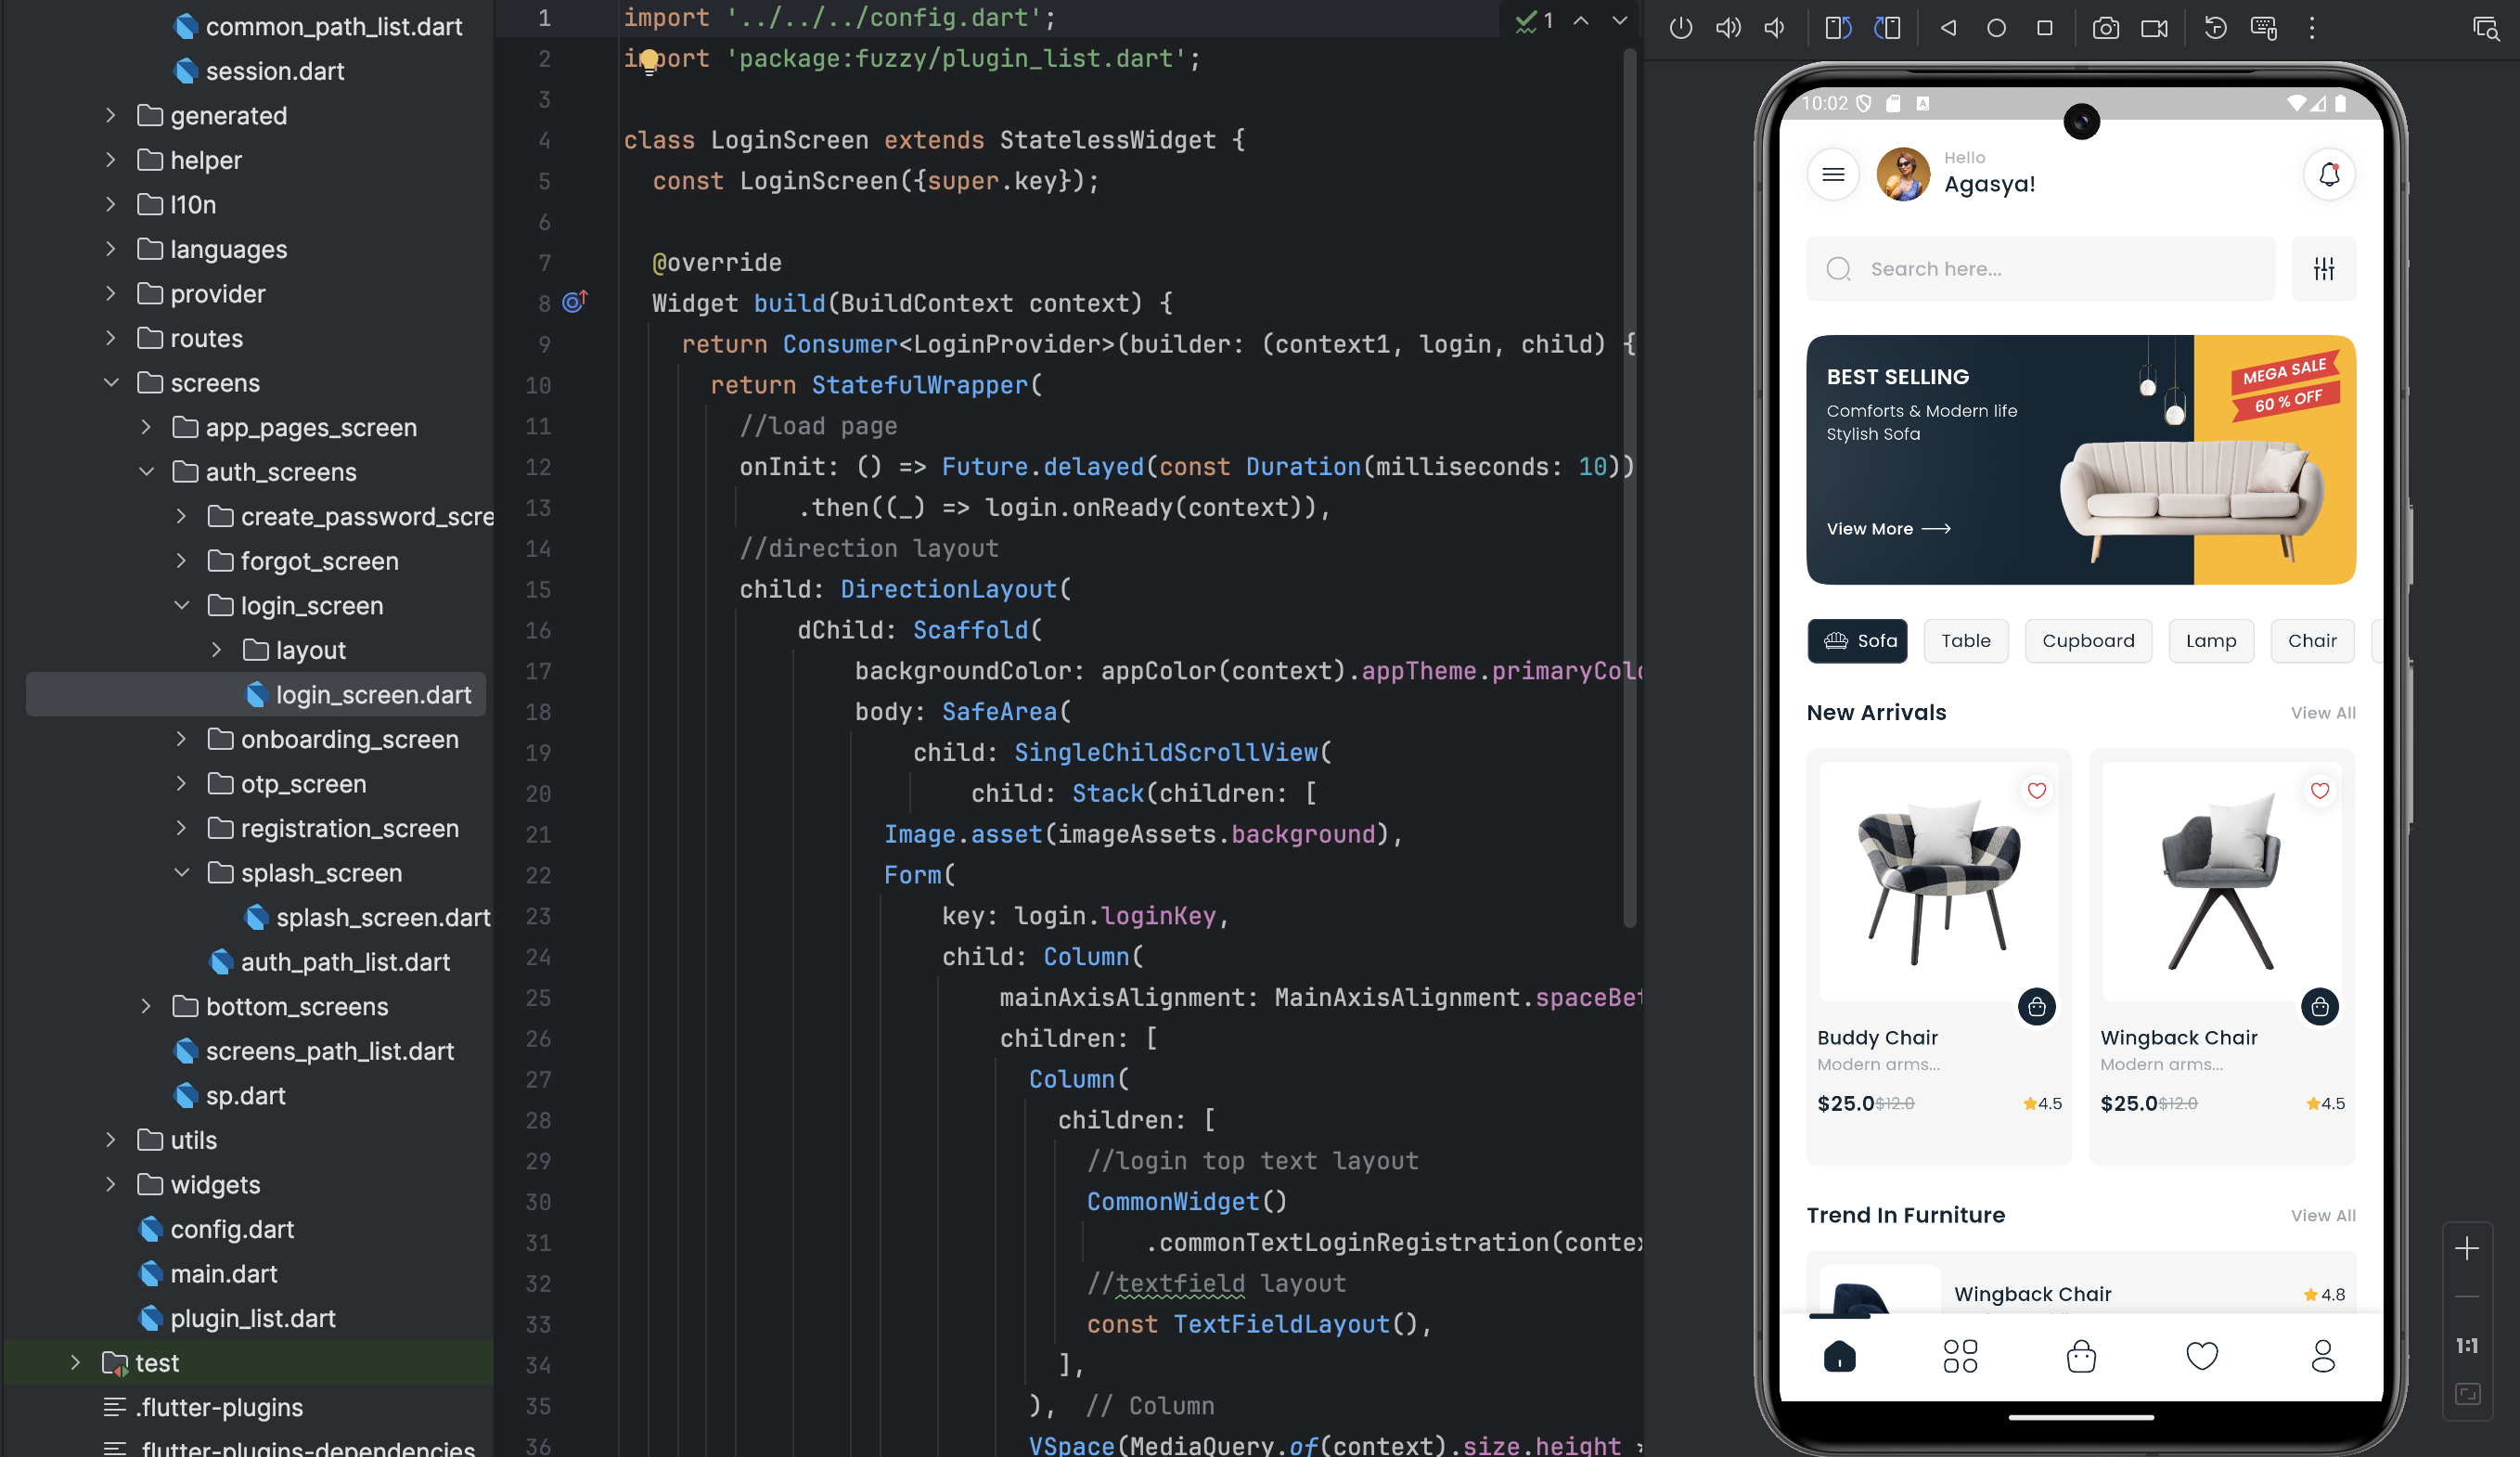 common_path_list.dart
session.dart
generated
helper
l10n
languages
provider
routes
screens
app_pages_screen
auth_screens
create_password_scre
forgot_screen
login_screen
layout
login_screen.dart
onboarding_screen
otp_screen
registration_screen
splash_screen
splash_screen.dart
auth_path_list.dart
bottom_screens
screens_path_list.dart
sp.dart
utils
widgets
config.dart
main.dart
plugin_list.dart
test
.flutter-plugins
.flutter-plugins-dependencies
1 import '../../../config.dart';
2 import 'package:fuzzy/plugin_list.dart';
3
4 class LoginScreen extends StatelessWidget {
5 const LoginScreen({super.key});
6
7 @override
8 Widget build(BuildContext context) {
9 return Consumer<LoginProvider>(builder: (context1, login, child) {
10 return StatefulWrapper(
11 //load page
12 onInit: () => Future.delayed(const Duration(milliseconds: 10))
13 .then((_) => login.onReady(context)),
14 //direction layout
15 child: DirectionLayout(
16 dChild: Scaffold(
17 backgroundColor: appColor(context).appTheme.primaryColo
18 body: SafeArea(
19 child: SingleChildScrollView(
20 child: Stack(children: [
21 Image.asset(imageAssets.background),
22 Form(
23 key: login.loginKey,
24 child: Column(
25 mainAxisAlignment: MainAxisAlignment.spaceBet
26 children: [
27 Column(
28 children: [
29 //login top text layout
30 CommonWidget()
31 .commonTextLoginRegistration(contex
32 //textfield layout
33 const TextFieldLayout(),
34 ],
35 ), // Column
36 VSpace(MediaQuery.of(context).size.height *
1
10:02
Hello
Agasya!
Search here...
BEST SELLING
Comforts & Modern life
Stylish Sofa
View More
MEGA SALE
60 % OFF
Sofa Table Cupboard Lamp Chair
New Arrivals View All
Buddy Chair
Modern arms...
$25.0$12.0 4.5
Wingback Chair
Modern arms...
$25.0$12.0 4.5
Trend In Furniture View All
Wingback Chair 4.8
1:1